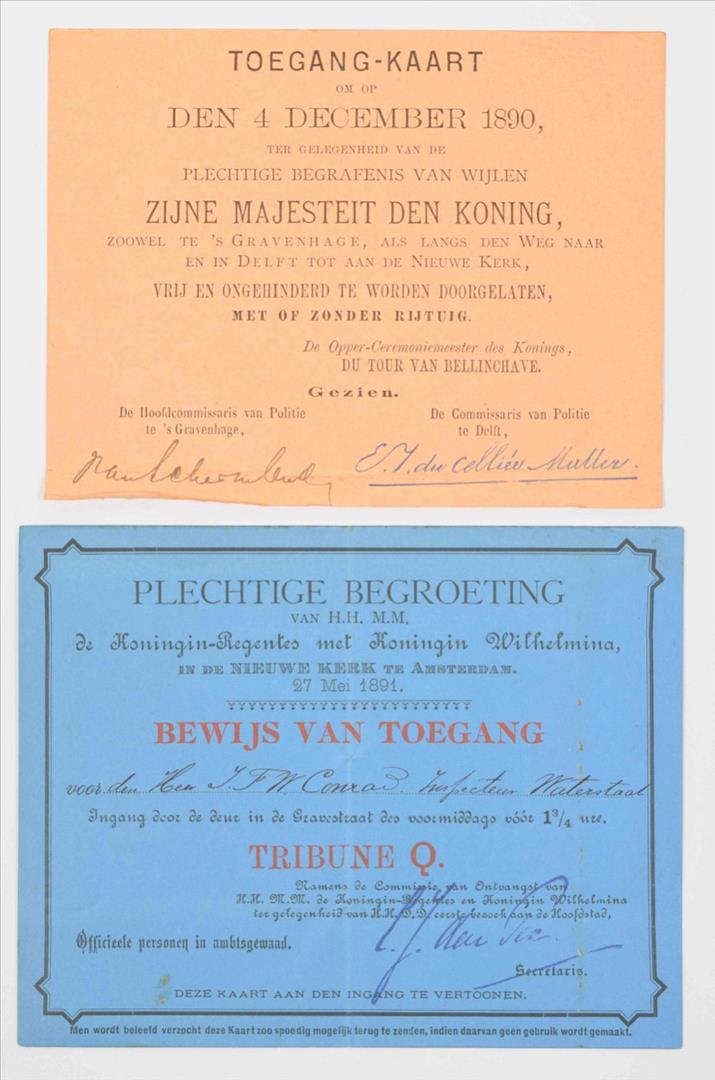 TOEGANG-KAART
OM OP
DEN 4 DECEMBER 1890,
TER GELEGENHEID VAN DE
PLECHTIGE BEGRAFENIS VAN WIJLEN
ZIJNE MAJESTEIT DEN KONING,
ZOOWEL TE 'S GRAVENHAGE, ALS LANGS DEN WEG NAAR
EN IN DELFT TOT AAN DE NIEUWE KERK,
VRIJ EN ONGEHINDERD TE WORDEN DOORGELATEN,
MET OF ZONDER RIJTUIG.
De Opper-Ceremoniemeester des Konings,
DU TOUR VAN BELLINCHAVE.
Gezien.
De Hoofdcommissaris van Politie
te 's Gravenhage,
De Commissaris van Politie
te Delft,
E. J. du Celliée Muller.
PLECHTIGE BEGROETING
VAN H.H. M.M.
de Koningin-Regentes met Koningin Wilhelmina,
IN DE NIEUWE KERK TE AMSTERDAM.
27 Mei 1891.
BEWIJS VAN TOEGANG
voor den Heer J. F. W. Conrad. Inspecteur Waterstaat
Ingang door de deur in de Gravestraat des voormiddags vóór 1 3/4 ure.
TRIBUNE Q.
Namens de Commissie van Ontvangst van
H.H. M.M. de Koningin-Regentes en Koningin Wilhelmina
ter gelegenheid van H.H. D.D. eerste bezoek aan de Hoofdstad,
Officieele personen in ambtsgewaad.
Secretaris.
DEZE KAART AAN DEN INGANG TE VERTOONEN.
Men wordt beleefd verzocht deze Kaart zoo spoedig mogelijk terug te zenden, indien daarvan geen gebruik wordt gemaakt.